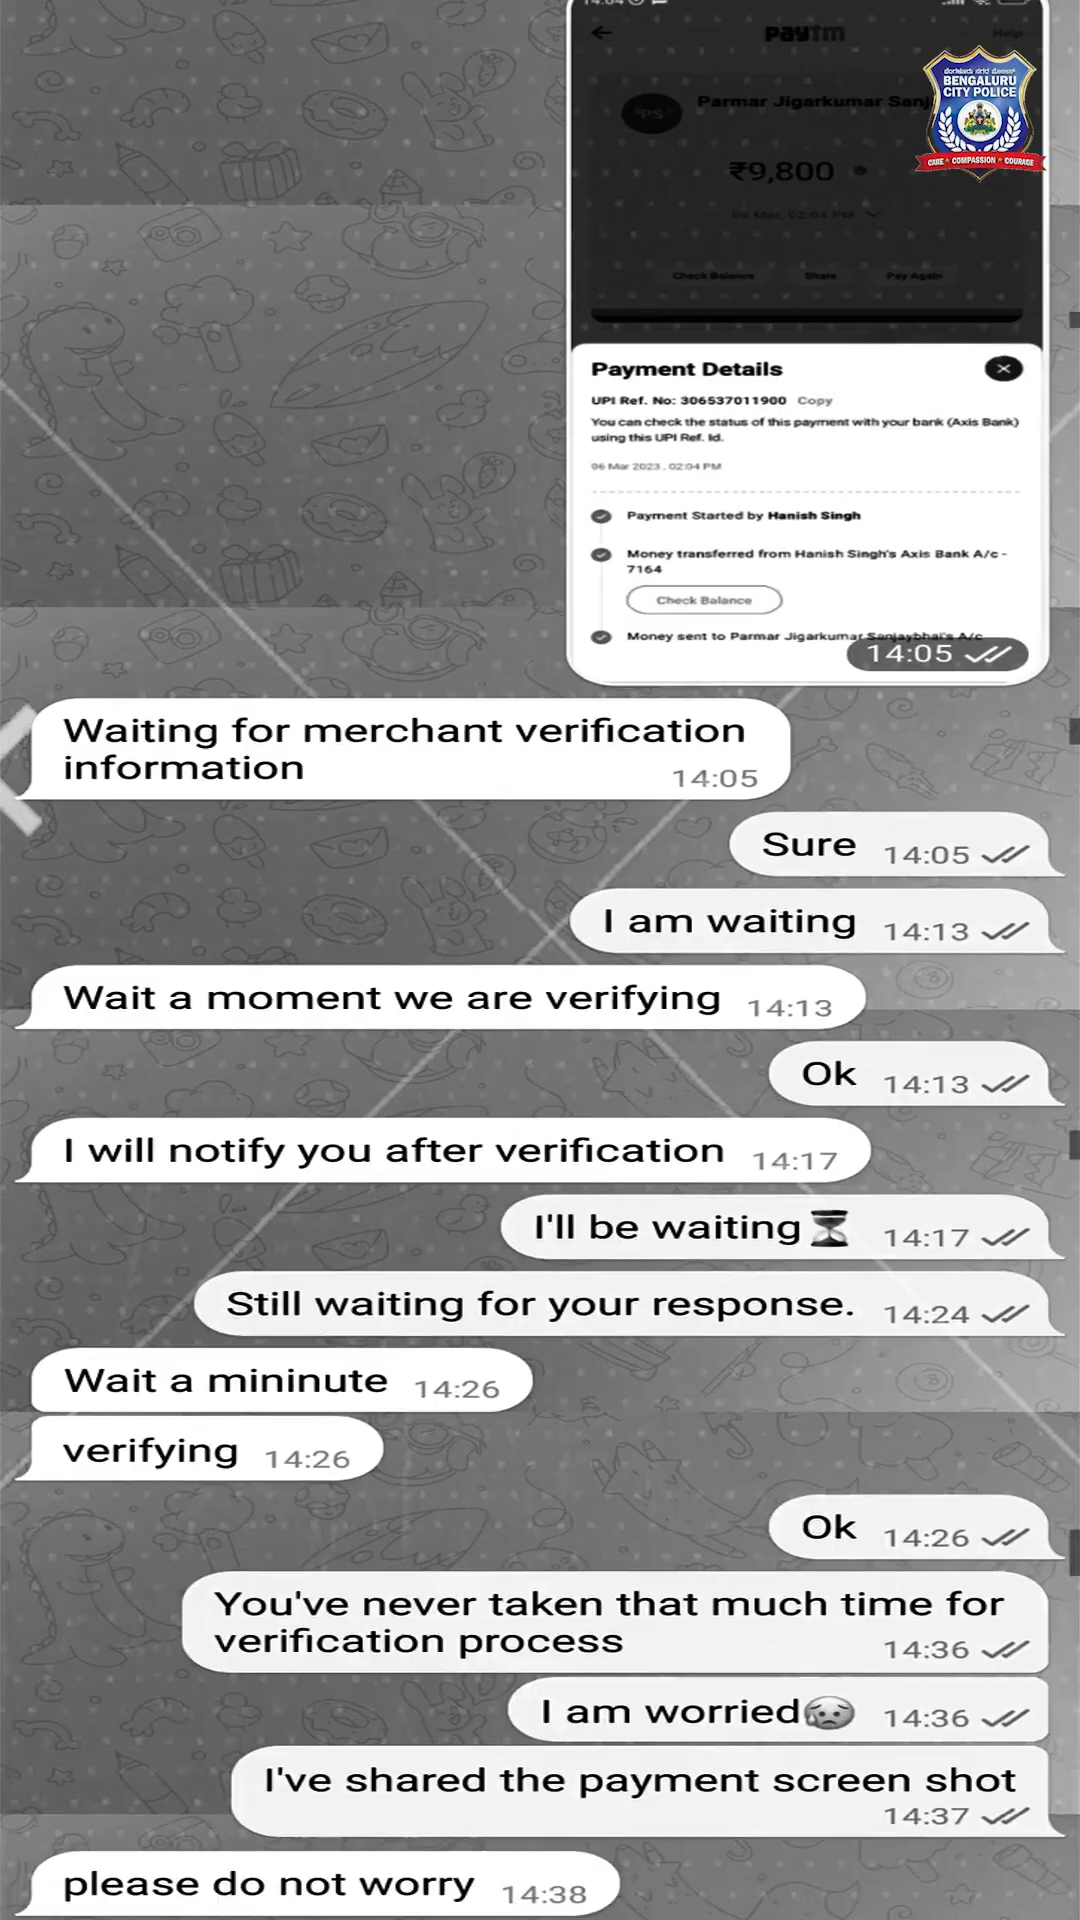 paytm
Help
BENGALURU
CITY POLICE
CARE • COMPASSION • COURAGE
PS
Parmar Jigarkumar Sanj
₹9,800
06 Mar, 02:04 PM
Check Balance Share Pay Again
Payment Details
UPI Ref. No: 306537011900 Copy
You can check the status of this payment with your bank (Axis Bank)
using this UPI Ref. Id.
06 Mar 2023, 02:04 PM
Payment Started by Hanish Singh
Money transferred from Hanish Singh's Axis Bank A/c -
7164
Check Balance
Money sent to Parmar Jigarkumar Sanjaybhai's A/c
14:05
Waiting for merchant verification
information 14:05
Sure 14:05
I am waiting 14:13
Wait a moment we are verifying 14:13
Ok 14:13
I will notify you after verification 14:17
I'll be waiting⏳ 14:17
Still waiting for your response. 14:24
Wait a mininute 14:26
verifying 14:26
Ok 14:26
You've never taken that much time for
verification process 14:36
I am worried😥 14:36
I've shared the payment screen shot
14:37
please do not worry 14:38